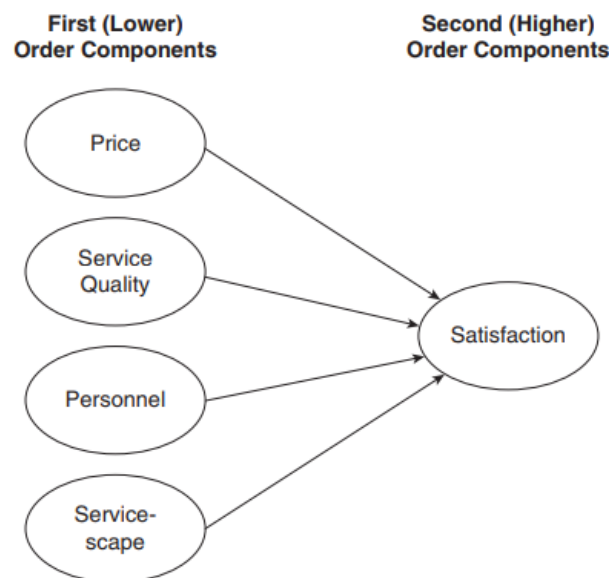 First (Lower)
Order Components
Second (Higher)
Order Components
Price
Service
Quality
Satisfaction
Personnel
Service-
scape